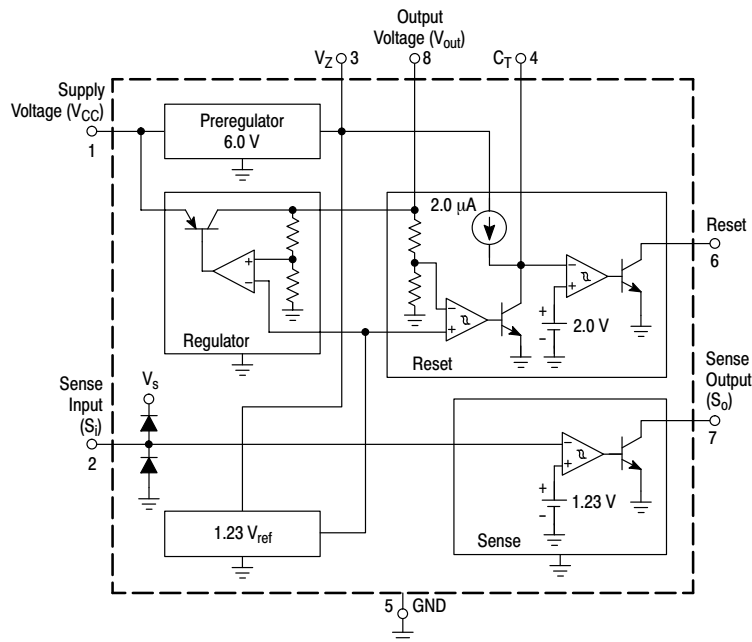 Output
Voltage (Vout)
VZ 3
8
CT 4
Supply
Voltage (VCC)
1
Preregulator
6.0 V
2.0 μA
Reset
6
+
-
-
+
-
+
+
-
2.0 V
Regulator
Reset
Sense
Input
(Si)
2
Vs
Sense
Output
(So)
7
-
+
+
-
1.23 V
1.23 Vref
Sense
5 GND